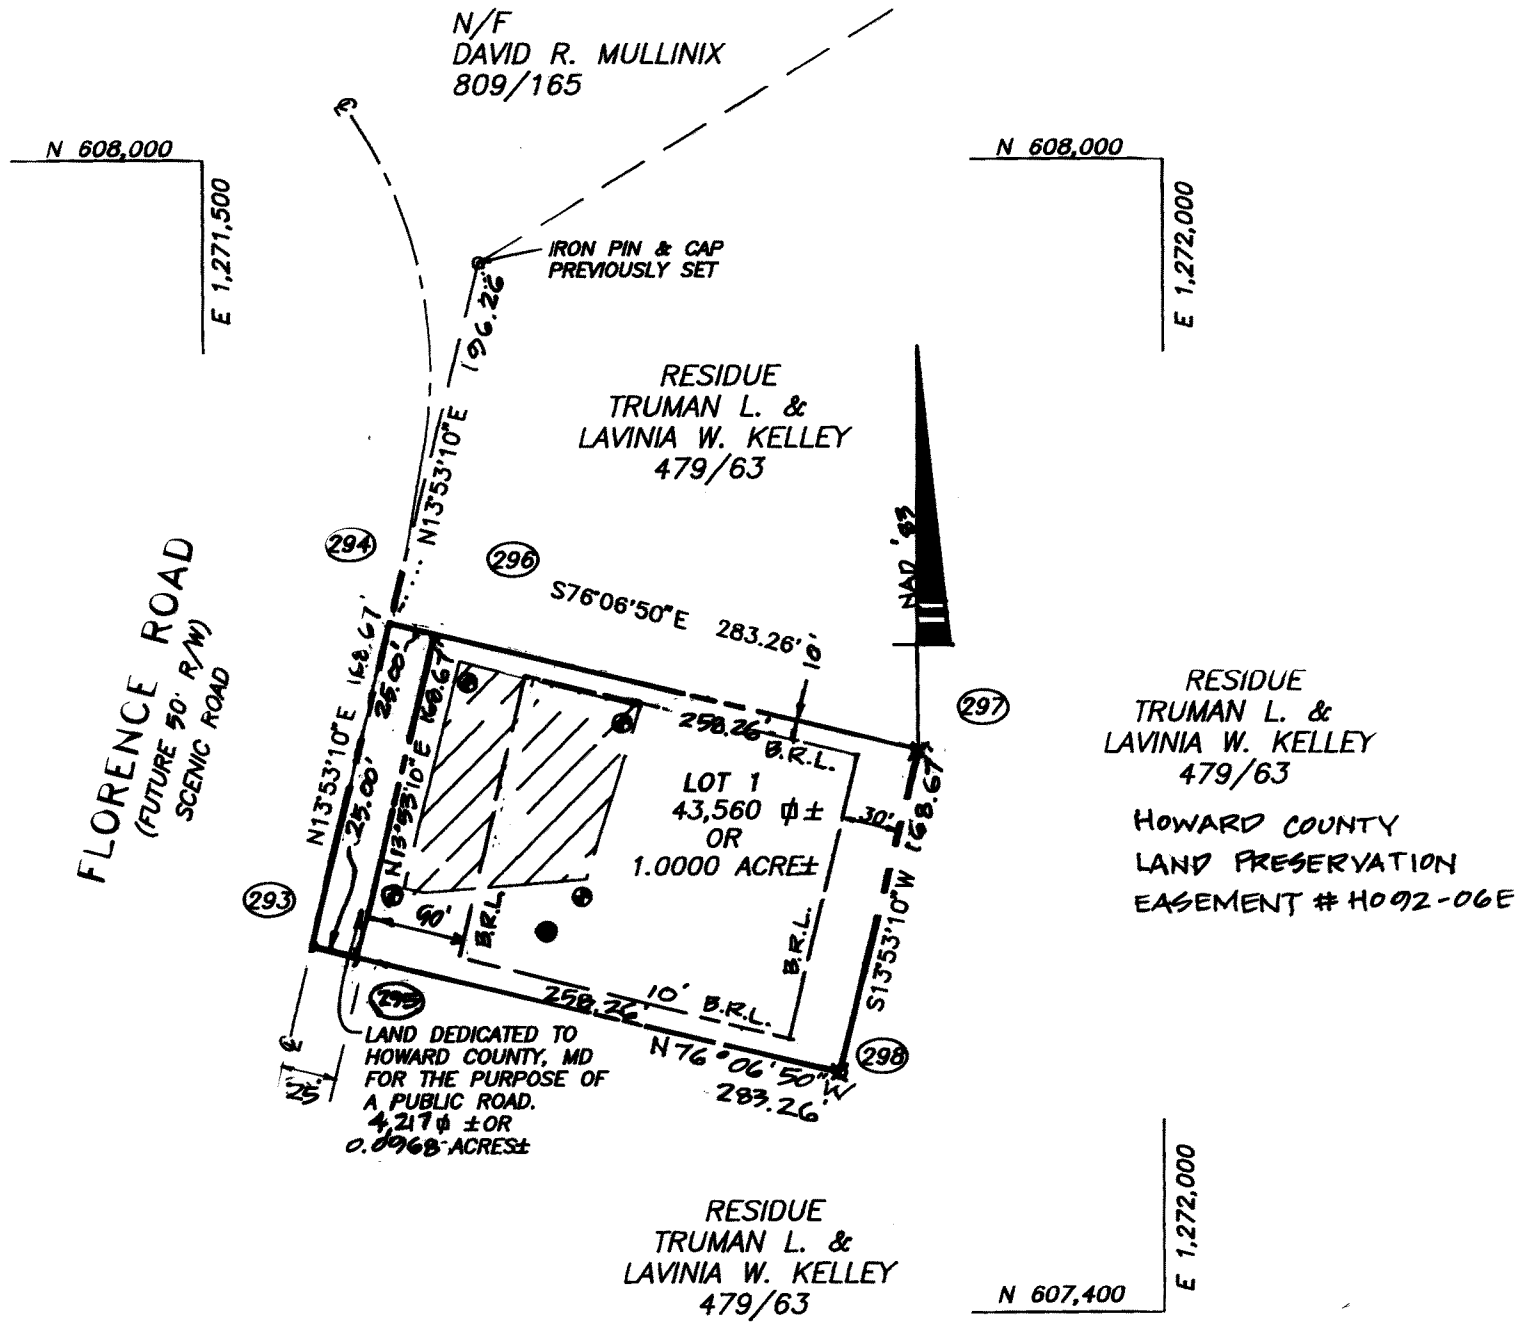 N/F
DAVID R. MULLINIX
809/165
N 608,000
E 1,271,500
N 608,000
E 1,272,000
IRON PIN & CAP
PREVIOUSLY SET
196.26
N13°53'10"E
RESIDUE
TRUMAN L. &
LAVINIA W. KELLEY
479/63
NAD '83
294
296
S76°06'50"E 283.26'
10'
FLORENCE ROAD
(FUTURE 50' R/W)
SCENIC ROAD
N13°53'10"E 168.67'
25.00'
25.00'
N13°53'10"E 168.67'
258.26'
B.R.L.
297
LOT 1
43,560 ±
OR
1.0000 ACRE±
30'
S13°53'10"W 168.67'
RESIDUE
TRUMAN L. &
LAVINIA W. KELLEY
479/63
HOWARD COUNTY
LAND PRESERVATION
EASEMENT # HO92-06E
293
90'
B.R.L.
B.R.L.
295
258.26'
10' B.R.L.
298
N76°06'50"W
283.26'
25'
LAND DEDICATED TO
HOWARD COUNTY, MD
FOR THE PURPOSE OF
A PUBLIC ROAD.
4,217 ± OR
0.0968 ACRES±
RESIDUE
TRUMAN L. &
LAVINIA W. KELLEY
479/63
N 607,400
E 1,272,000